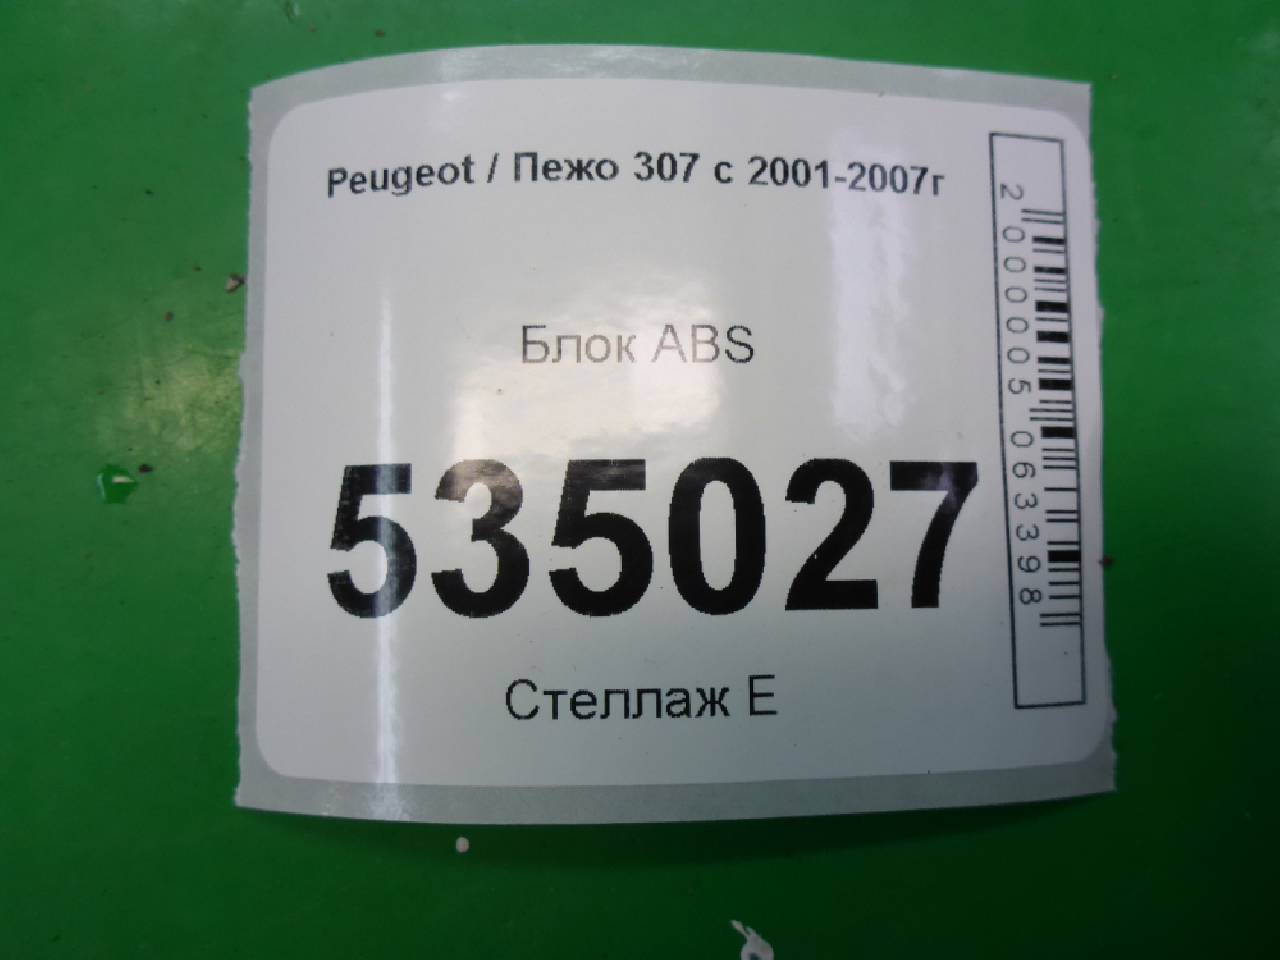 Peugeot / Пежо 307 с 2001-2007г
Блок ABS
535027
Стеллаж Е
2000005063398